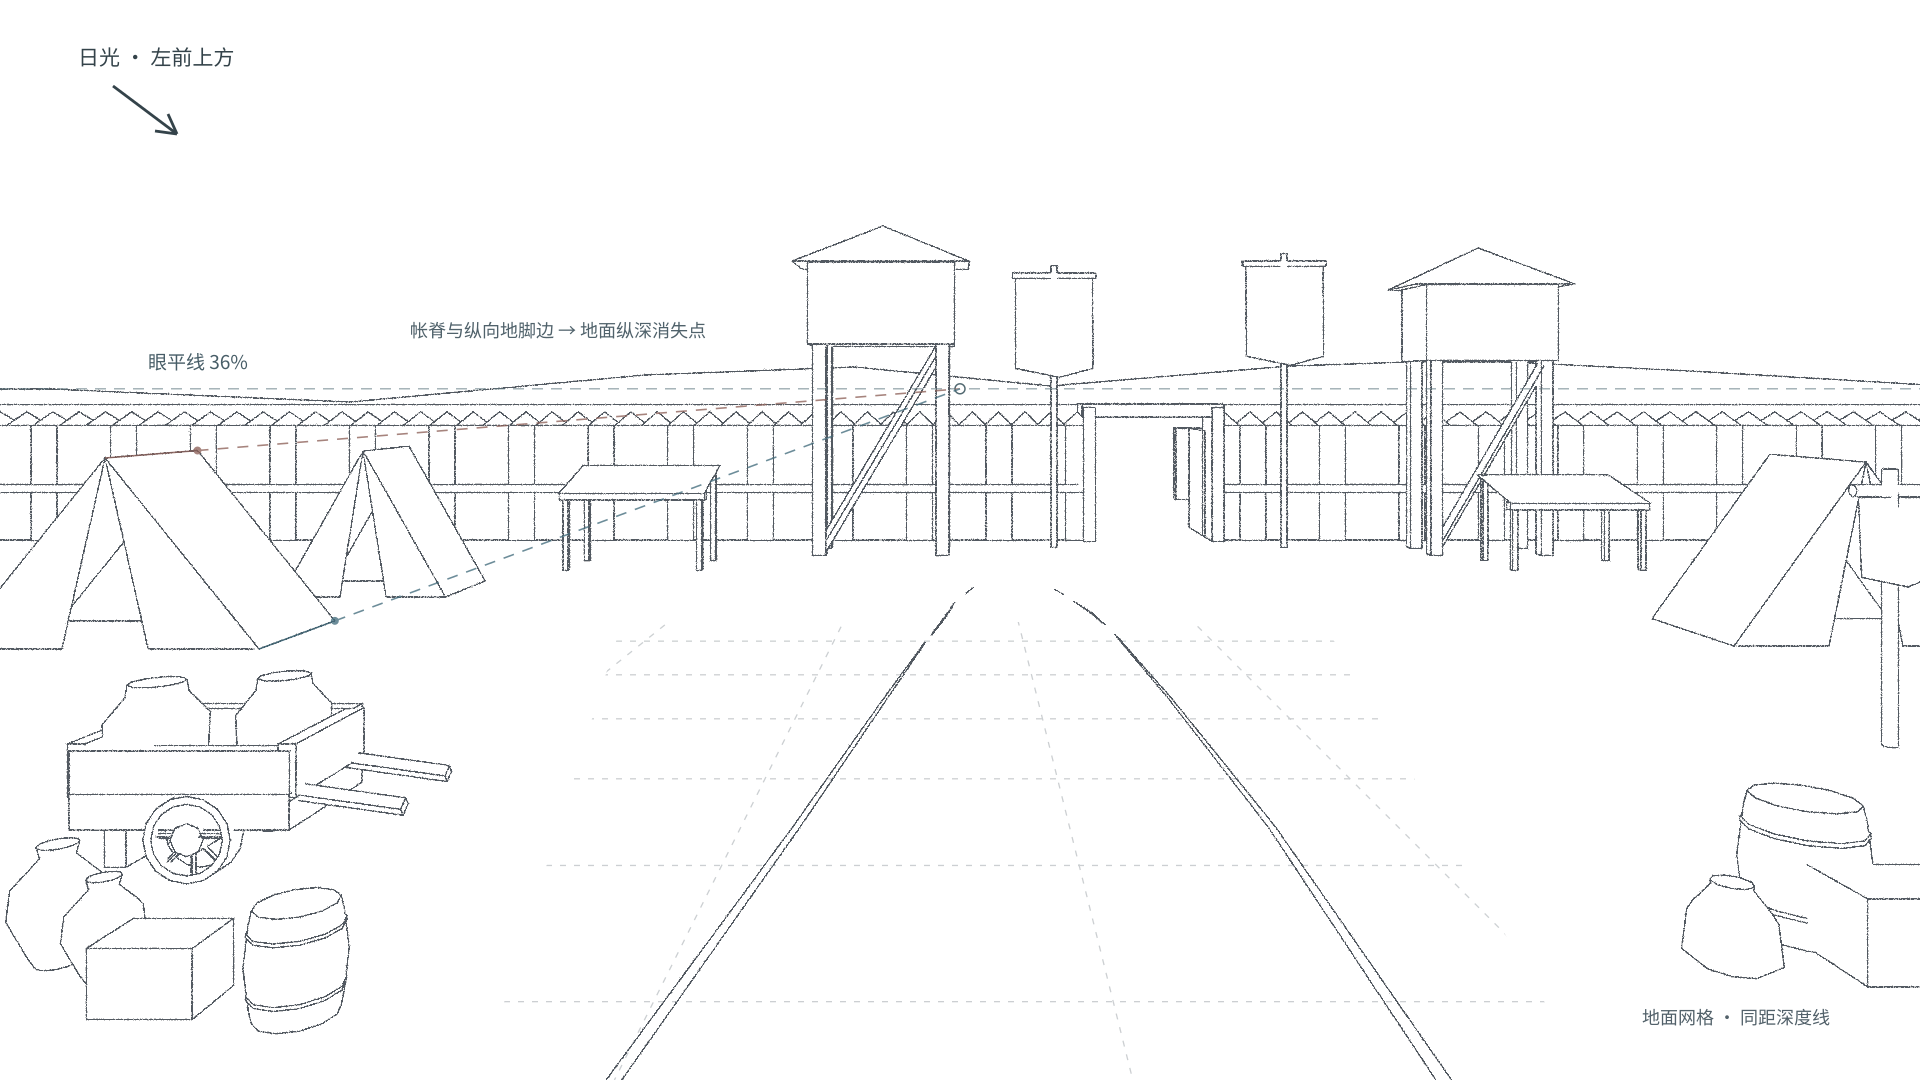 日光 · 左前上方
帐脊与纵向地脚边 → 地面纵深消失点
眼平线 36%
地面网格 · 同距深度线